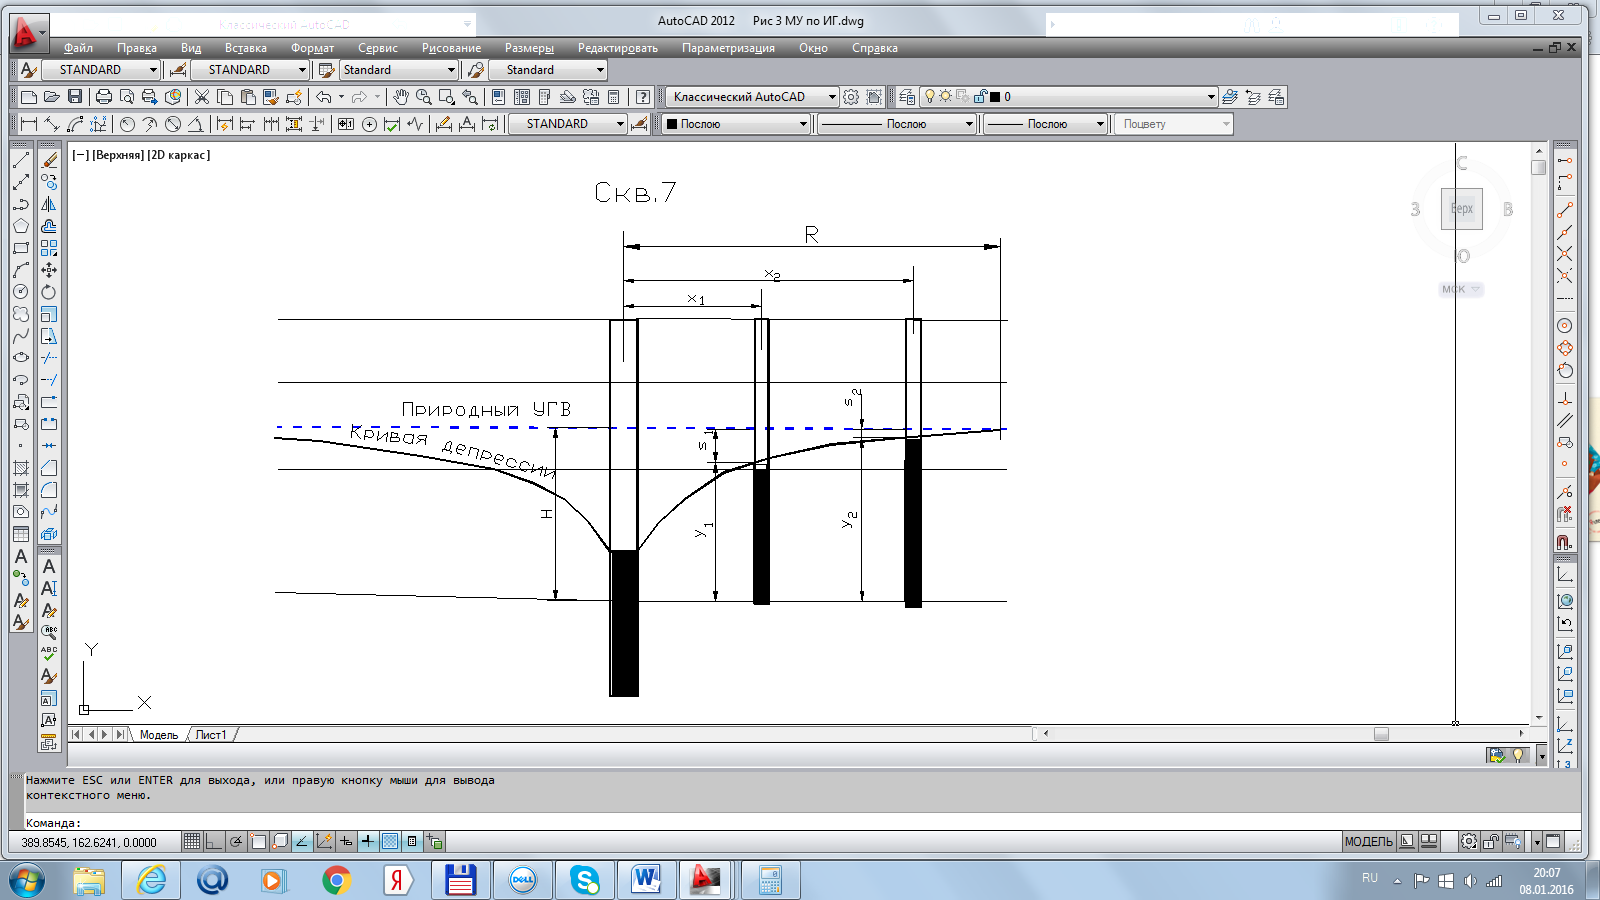 Классический AutoCAD
AutoCAD 2012 Рис 3 МУ по ИГ.dwg
Файл Правка Вид Вставка Формат Сервис Рисование Размеры Редактировать Параметризация Окно Справка
STANDARD STANDARD Standard Standard
Классический AutoCAD 0
STANDARD Послою Послою Послою Поцвету
[−] [Верхняя] [2D каркас]
С
З Верх В
Ю
МСК
Скв.7
R
x2
x1
s2
Природный УГВ
Кривая депрессии
s1
H
y1
y2
Y
X
Модель Лист1
Нажмите ESC или ENTER для выхода, или правую кнопку мыши для вывода
контекстного меню.
Команда:
389.8545, 162.6241, 0.0000
МОДЕЛЬ
RU
20:07
08.01.2016